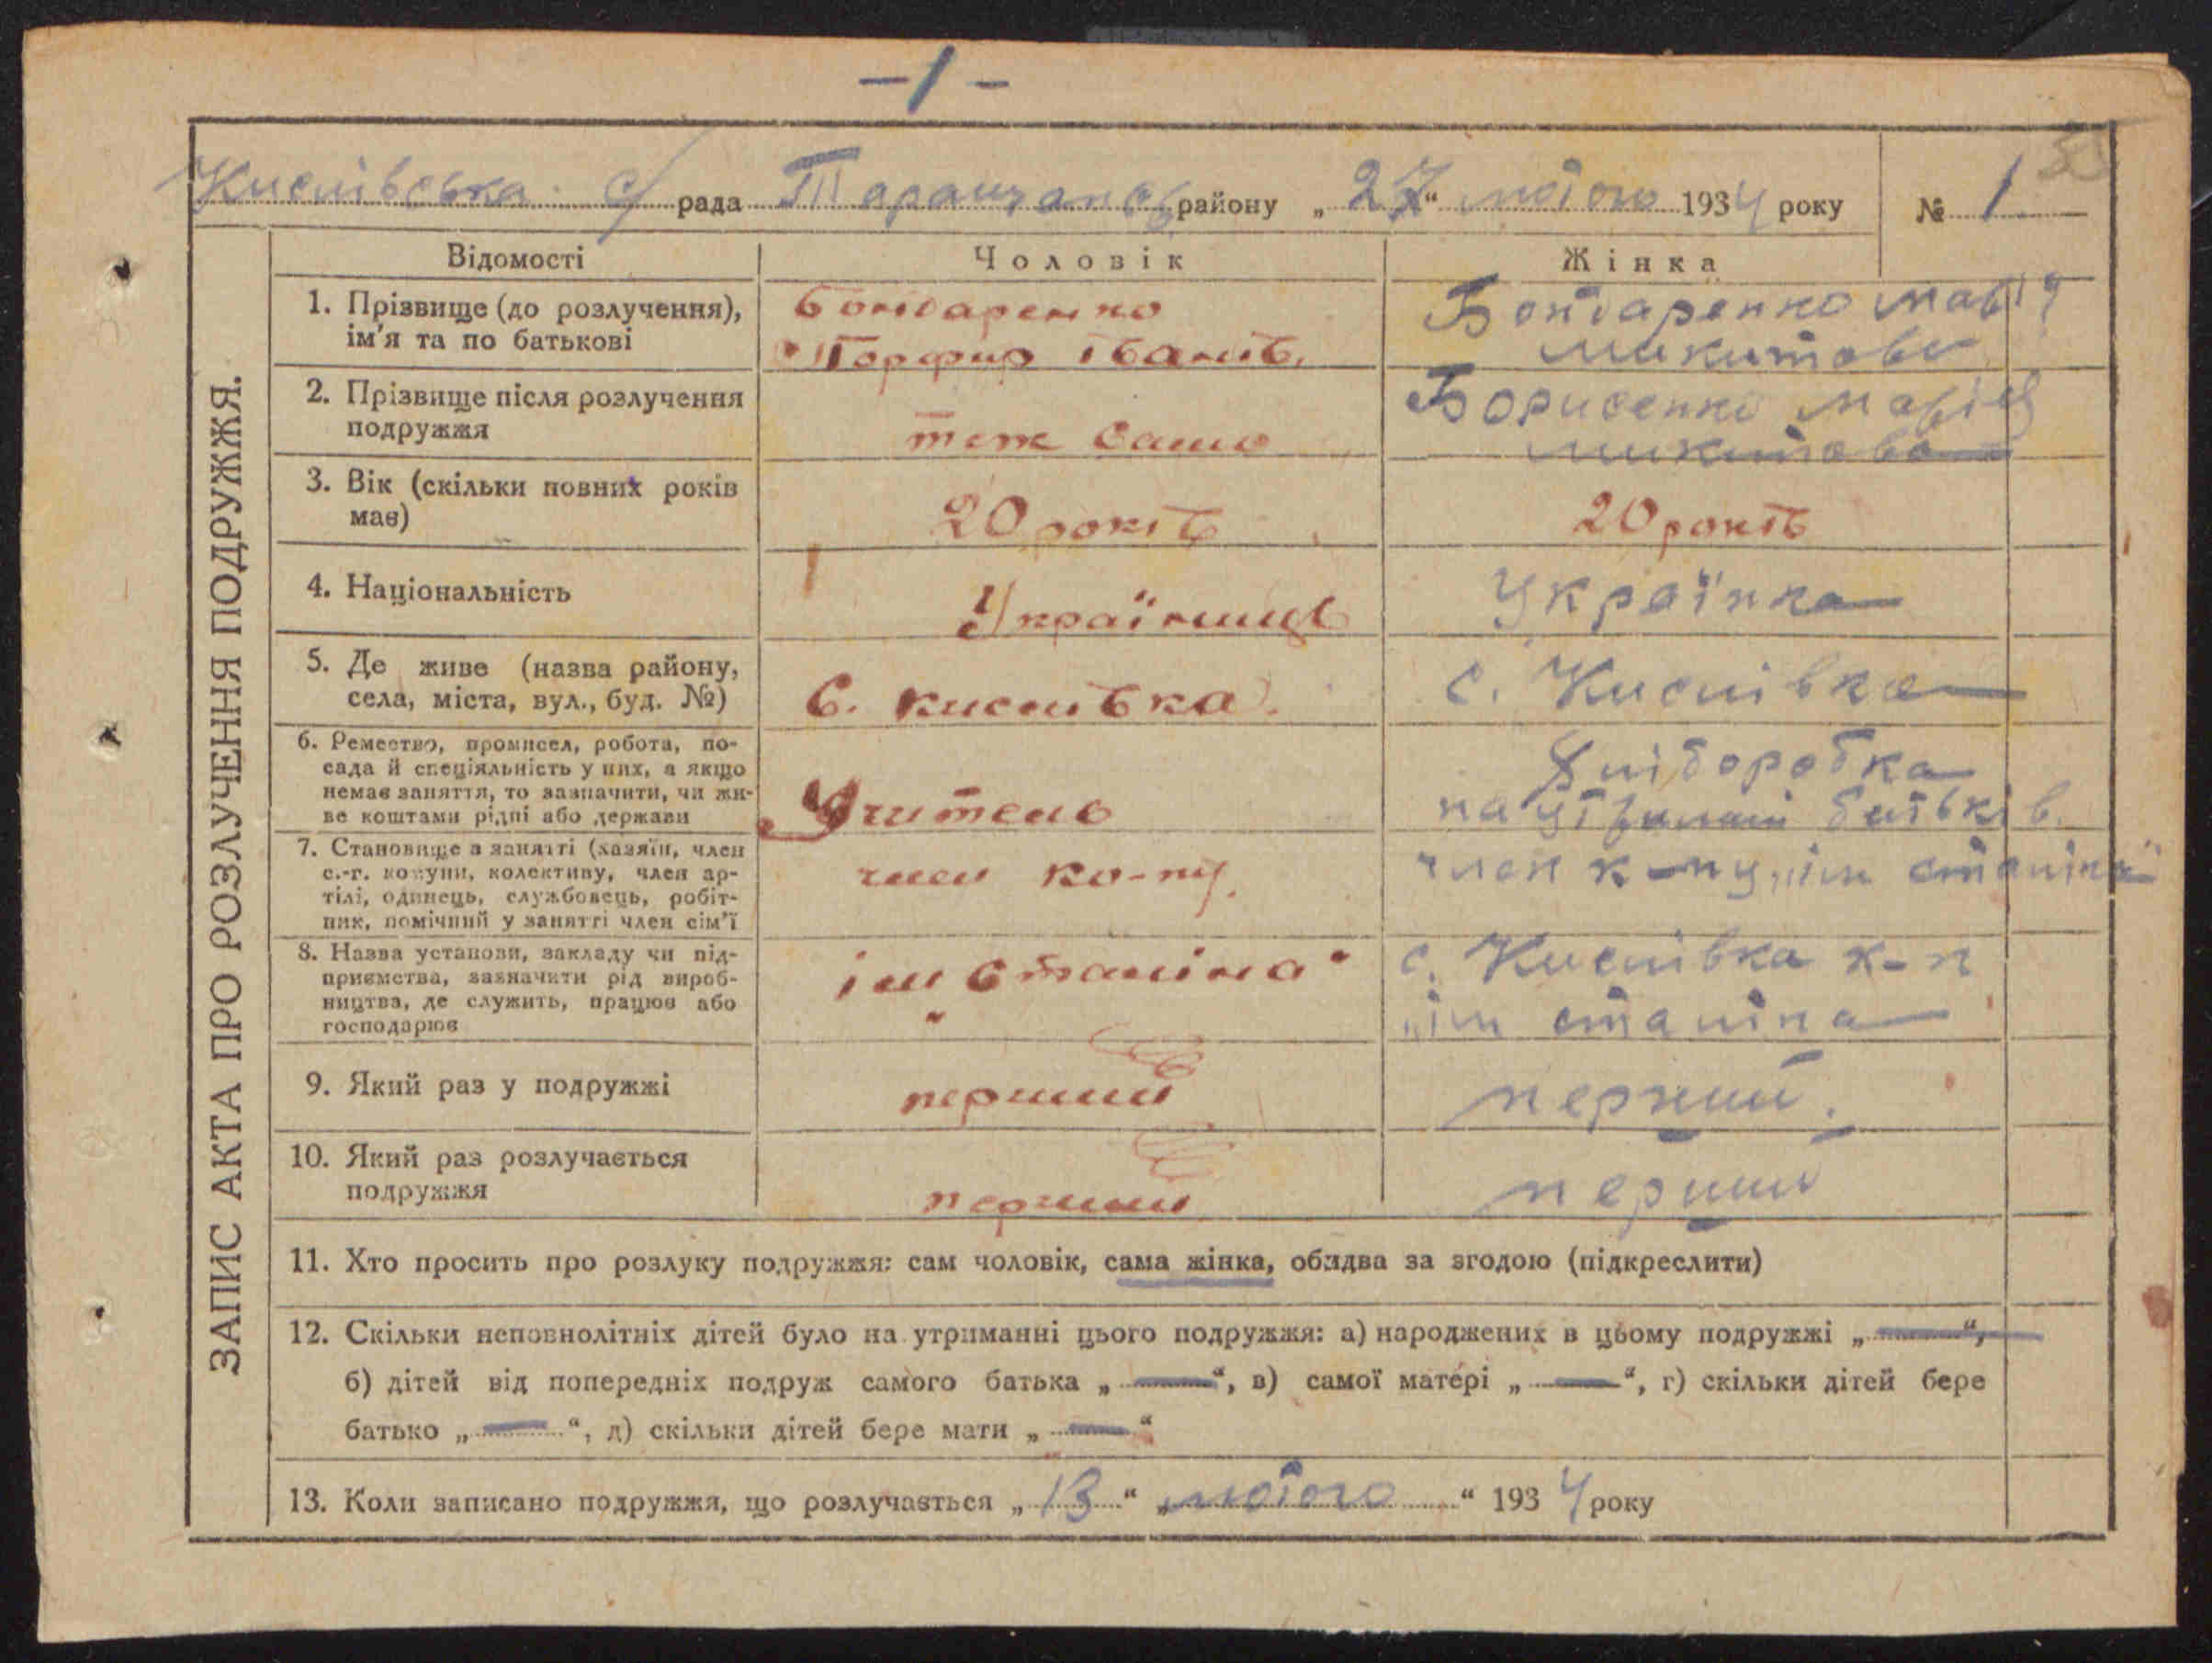 -1-
Кислівська с/рада Таращанськ району „27“ лютого 1934 року № 1
ЗАПИС АКТА ПРО РОЗЛУЧЕННЯ ПОДРУЖЖЯ.
Відомості Чоловік Жінка
1. Прізвище (до розлучення), ім'я та по батькові
Бондаренко
Порфир Іванів.
Бондаренко Марія
Микитова
2. Прізвище після розлучення подружжя
теж саме
Борисенко Марія
Микитова
3. Вік (скільки повних років має)
20 років
20 років
4. Національність
Українець
Українка
5. Де живе (назва району, села, міста, вул., буд. №)
с. Кислівка.
с. Кислівка
6. Ремество, промисел, робота, посада й спеціяльність у них, а якщо немає заняття, то зазначити, чи живе коштами рідні або держави
Учитель
Хліборобка
на утриманні батьків.
7. Становище в занятті (хазяїн, член с.-г. комуни, колективу, член артілі, одинець, службовець, робітник, помічний у занятті член сім'ї
член ко-пу.
член к-пу „ім сталіна“
8. Назва установи, закладу чи підприємства, зазначити рід виробництва, де служить, працює або господарює
„ім Сталіна“
с. Кислівка к-п
„ім сталіна
9. Який раз у подружжі
перший
перший.
10. Який раз розлучається подружжя
перший
перший
11. Хто просить про розлуку подружжя: сам чоловік, сама жінка, обидва за згодою (підкреслити)
12. Скільки неповнолітніх дітей було на утриманні цього подружжя: а) народжених в цьому подружжі „—“,
б) дітей від попередніх подруж самого батька „—“, в) самої матері „—“, г) скільки дітей бере
батько „—“, д) скільки дітей бере мати „—“
13. Коли записано подружжя, що розлучається „13“ „лютого“ 1934 року